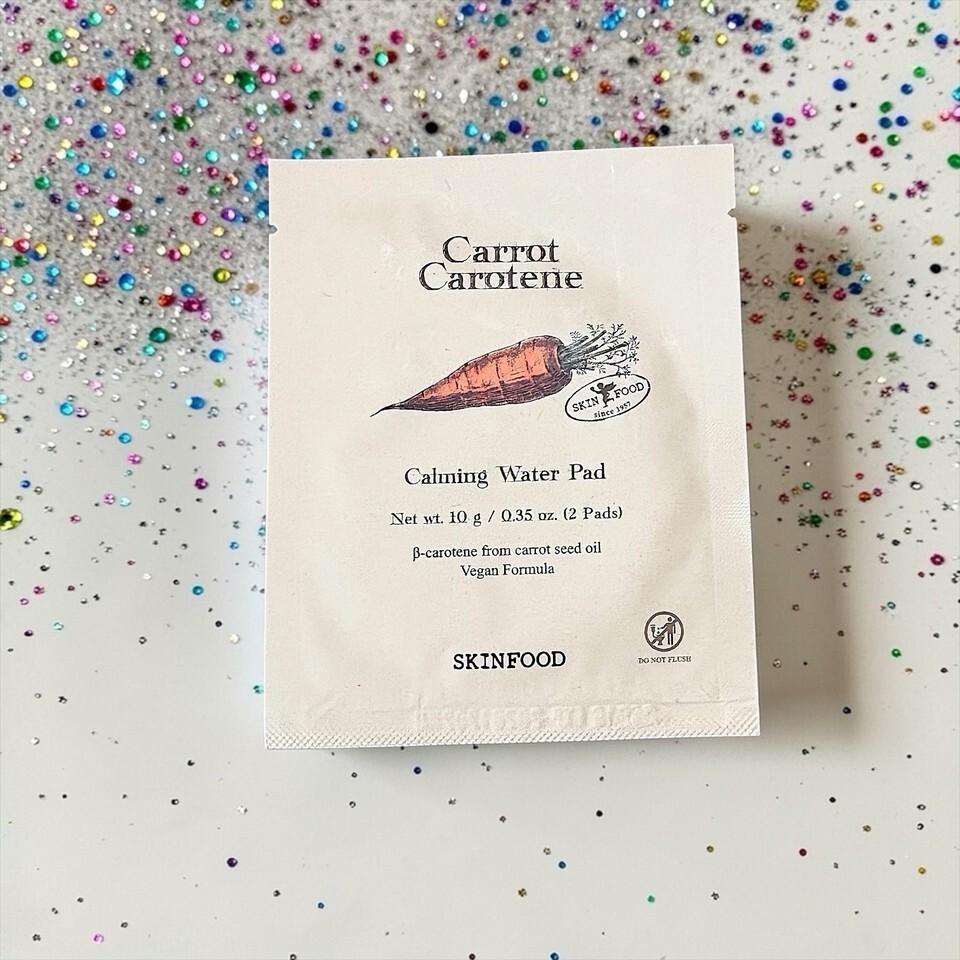 Carrot
Carotene
SKIN FOOD
since 1957
Calming Water Pad
Net wt. 10 g / 0.35 oz. (2 Pads)
β-carotene from carrot seed oil
Vegan Formula
SKINFOOD
DO NOT FLUSH